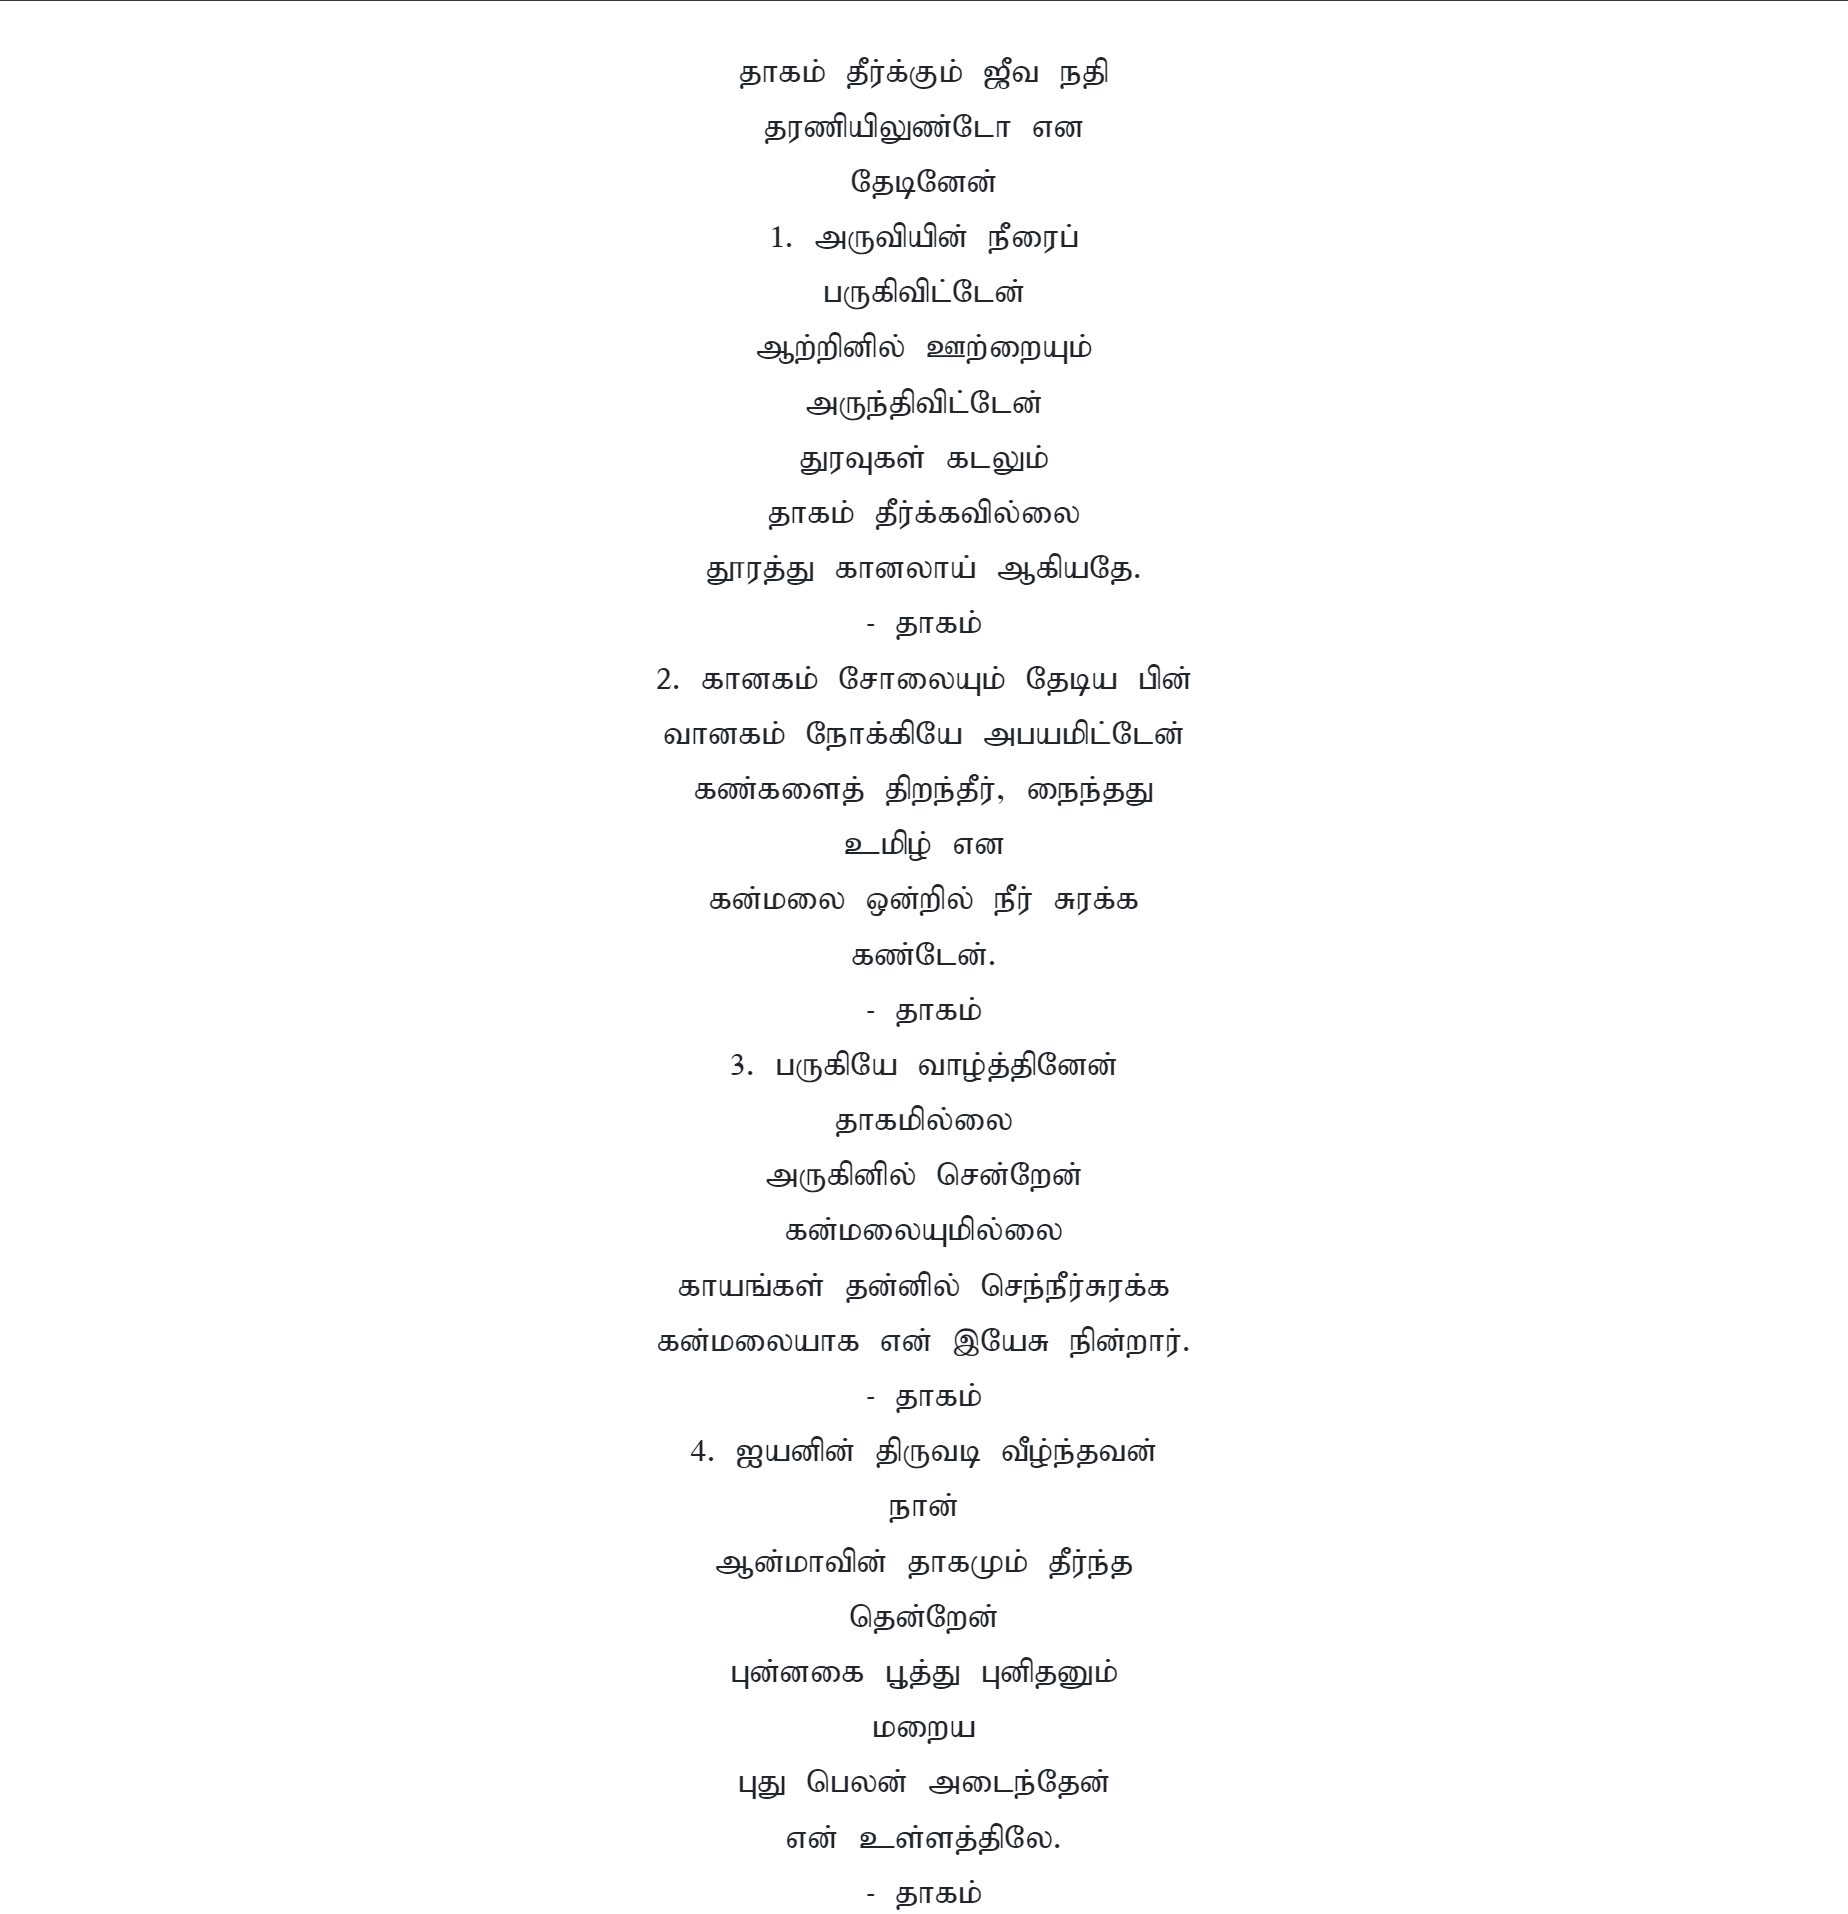 தாகம் தீர்க்கும் ஜீவ நதி
தரணியிலுண்டோ என
தேடினேன்
1. அருவியின் நீரைப்
பருகிவிட்டேன்
ஆற்றினில் ஊற்றையும்
அருந்திவிட்டேன்
துரவுகள் கடலும்
தாகம் தீர்க்கவில்லை
தூரத்து கானலாய் ஆகியதே.
- தாகம்
2. கானகம் சோலையும் தேடிய பின்
வானகம் நோக்கியே அபயமிட்டேன்
கண்களைத் திறந்தீர், நைந்தது
உமிழ் என
கன்மலை ஒன்றில் நீர் சுரக்க
கண்டேன்.
- தாகம்
3. பருகியே வாழ்த்தினேன்
தாகமில்லை
அருகினில் சென்றேன்
கன்மலையுமில்லை
காயங்கள் தன்னில் செந்நீர்சுரக்க
கன்மலையாக என் இயேசு நின்றார்.
- தாகம்
4. ஐயனின் திருவடி வீழ்ந்தவன்
நான்
ஆன்மாவின் தாகமும் தீர்ந்த
தென்றேன்
புன்னகை பூத்து புனிதனும்
மறைய
புது பெலன் அடைந்தேன்
என் உள்ளத்திலே.
- தாகம்